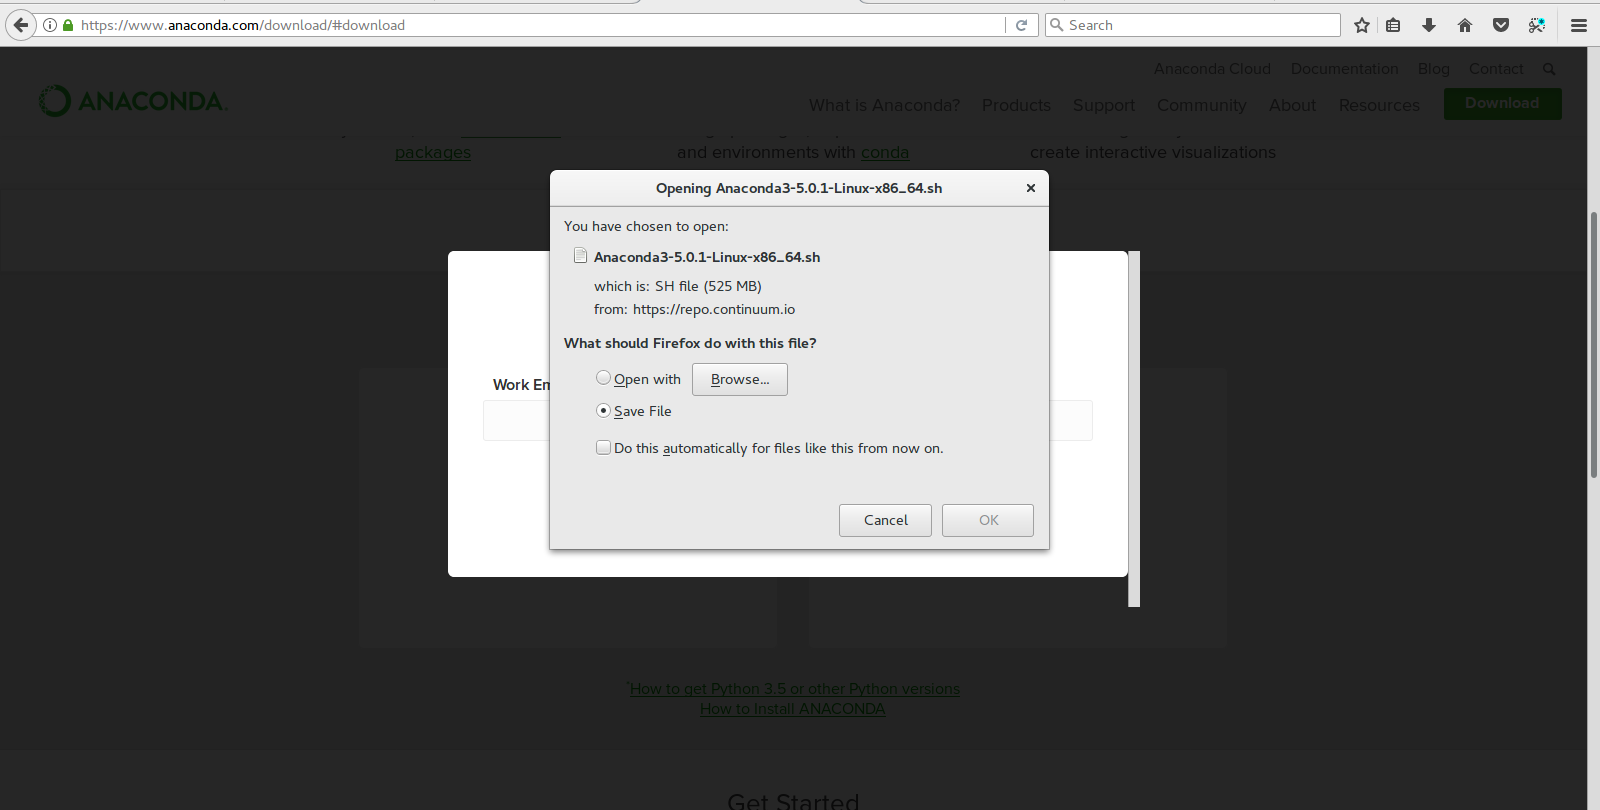 https://www.anaconda.com/download/#download
Search
Anaconda Cloud Documentation Blog Contact
ANACONDA
What is Anaconda? Products Support Community About Resources Download
packages
and environments with conda
create interactive visualizations
Opening Anaconda3-5.0.1-Linux-x86_64.sh
You have chosen to open:
Anaconda3-5.0.1-Linux-x86_64.sh
which is: SH file (525 MB)
from: https://repo.continuum.io
What should Firefox do with this file?
Open with Browse...
Work
Save File
Do this automatically for files like this from now on.
Cancel OK
*How to get Python 3.5 or other Python versions
How to Install ANACONDA
Get Started